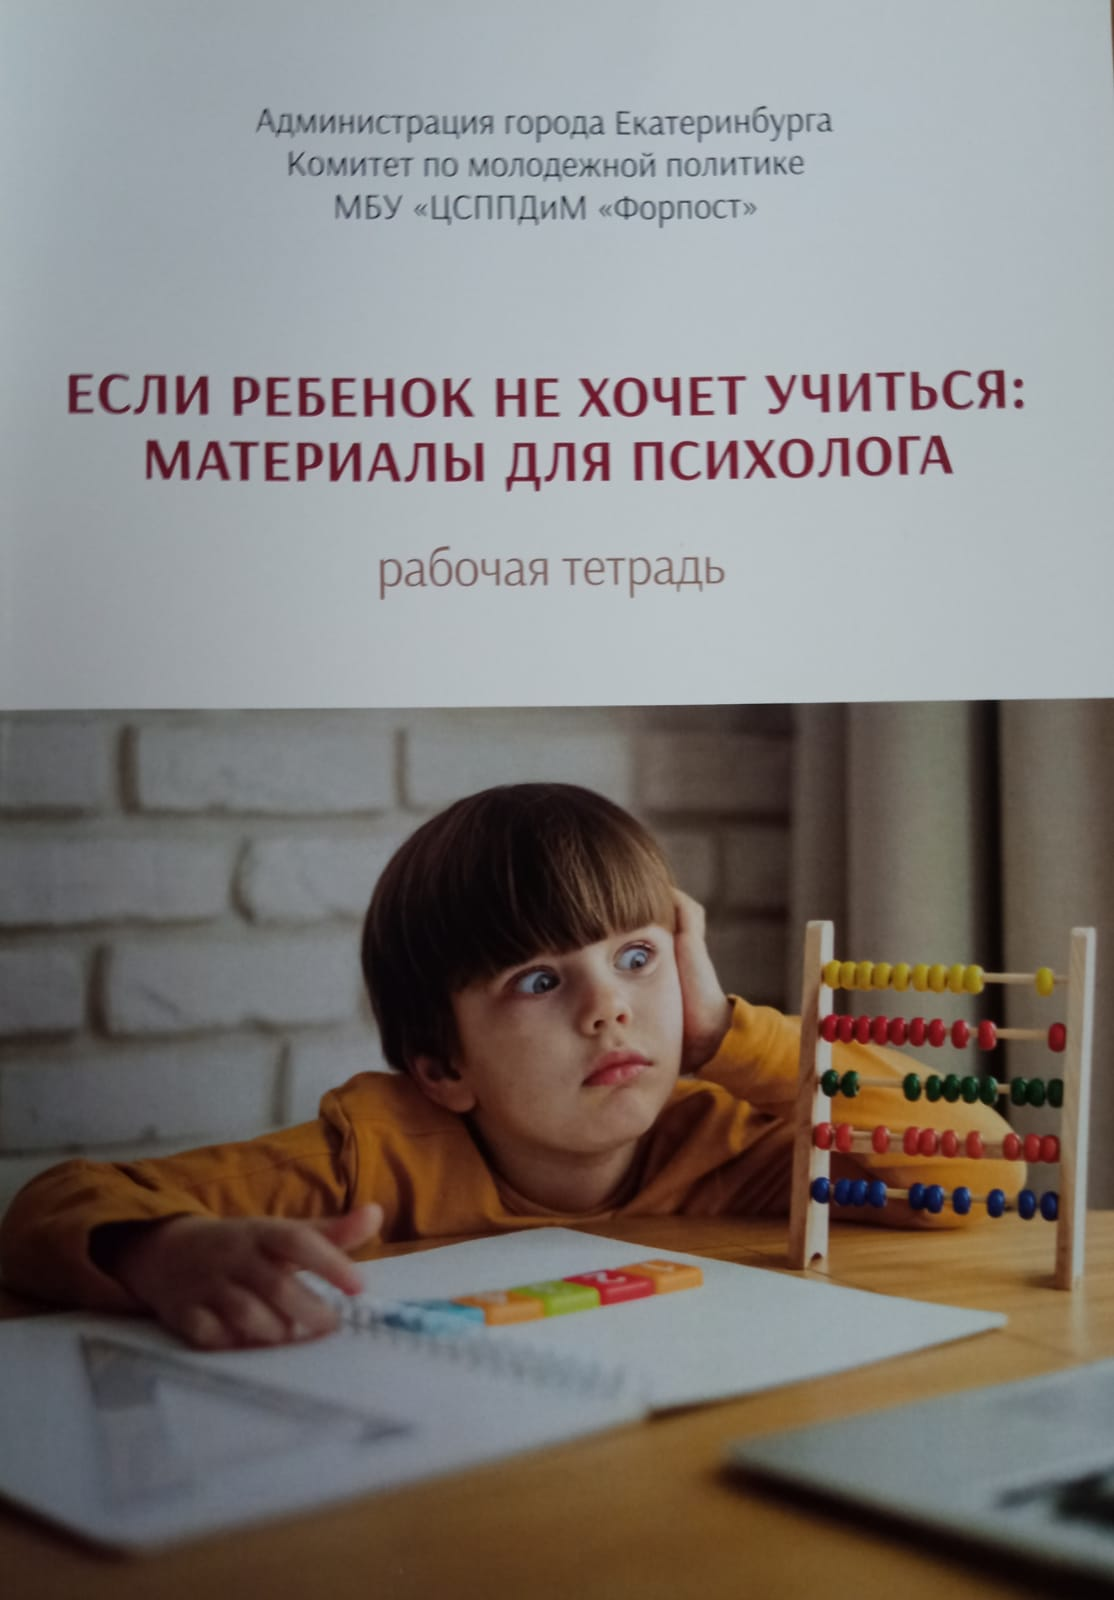 Администрация города Екатеринбурга
Комитет по молодежной политике
МБУ «ЦСППДиМ «Форпост»
ЕСЛИ РЕБЕНОК НЕ ХОЧЕТ УЧИТЬСЯ:
МАТЕРИАЛЫ ДЛЯ ПСИХОЛОГА
рабочая тетрадь